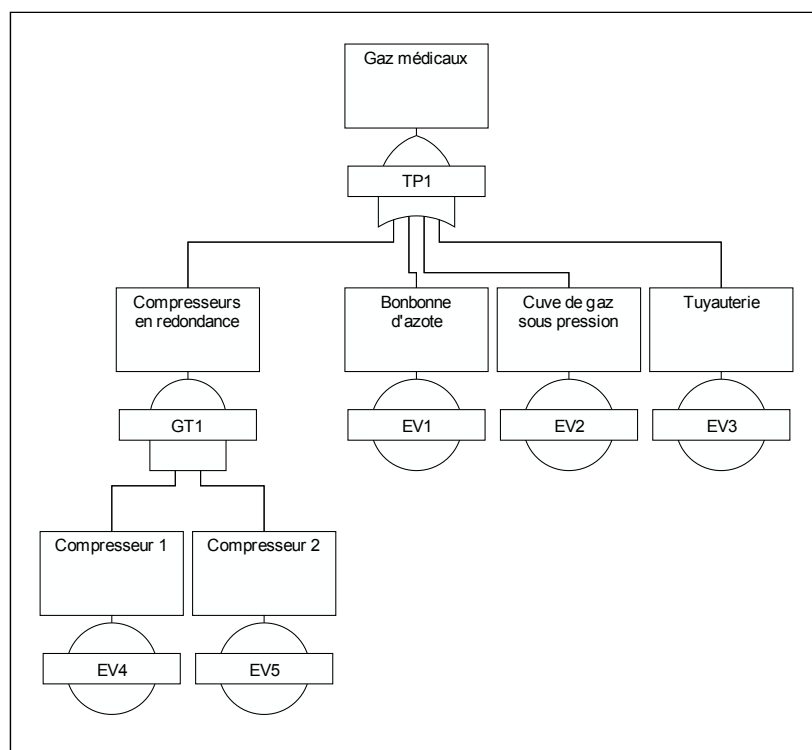 Gaz médicaux
TP1
Compresseurs
en redondance
Bonbonne
d'azote
Cuve de gaz
sous pression
Tuyauterie
GT1
EV1
EV2
EV3
Compresseur 1
Compresseur 2
EV4
EV5